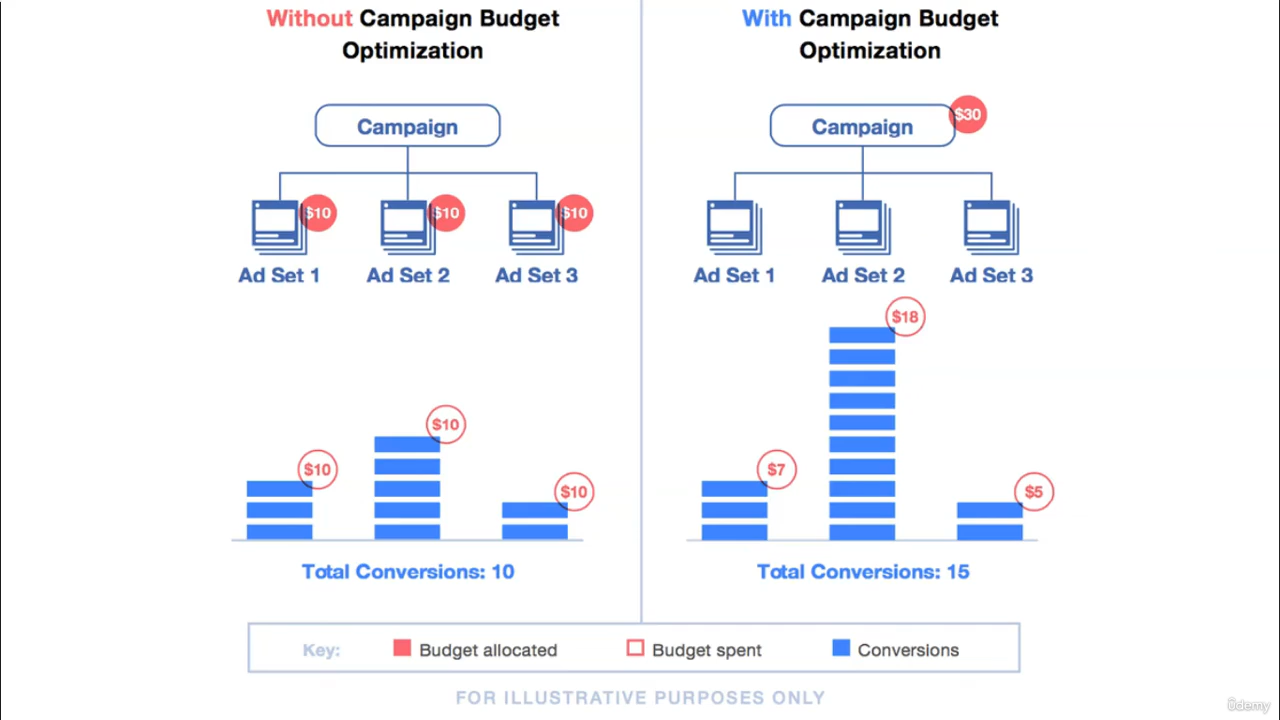 Without Campaign Budget
Optimization
Campaign
$10
$10
$10
Ad Set 1
Ad Set 2
Ad Set 3
$10
$10
$10
Total Conversions: 10
With Campaign Budget
Optimization
Campaign
$30
Ad Set 1
Ad Set 2
Ad Set 3
$18
$7
$5
Total Conversions: 15
Key:
Budget allocated
Budget spent
Conversions
FOR ILLUSTRATIVE PURPOSES ONLY
ûdemy